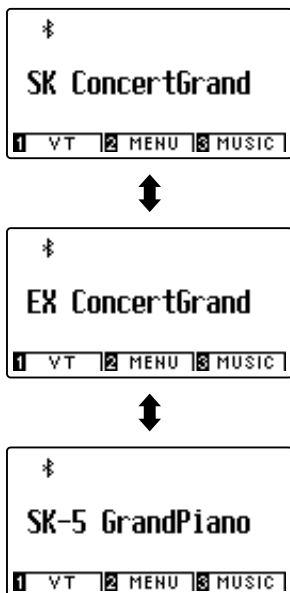 SK ConcertGrand
1 VT 2 MENU 3 MUSIC
EX ConcertGrand
1 VT 2 MENU 3 MUSIC
SK-5 GrandPiano
1 VT 2 MENU 3 MUSIC